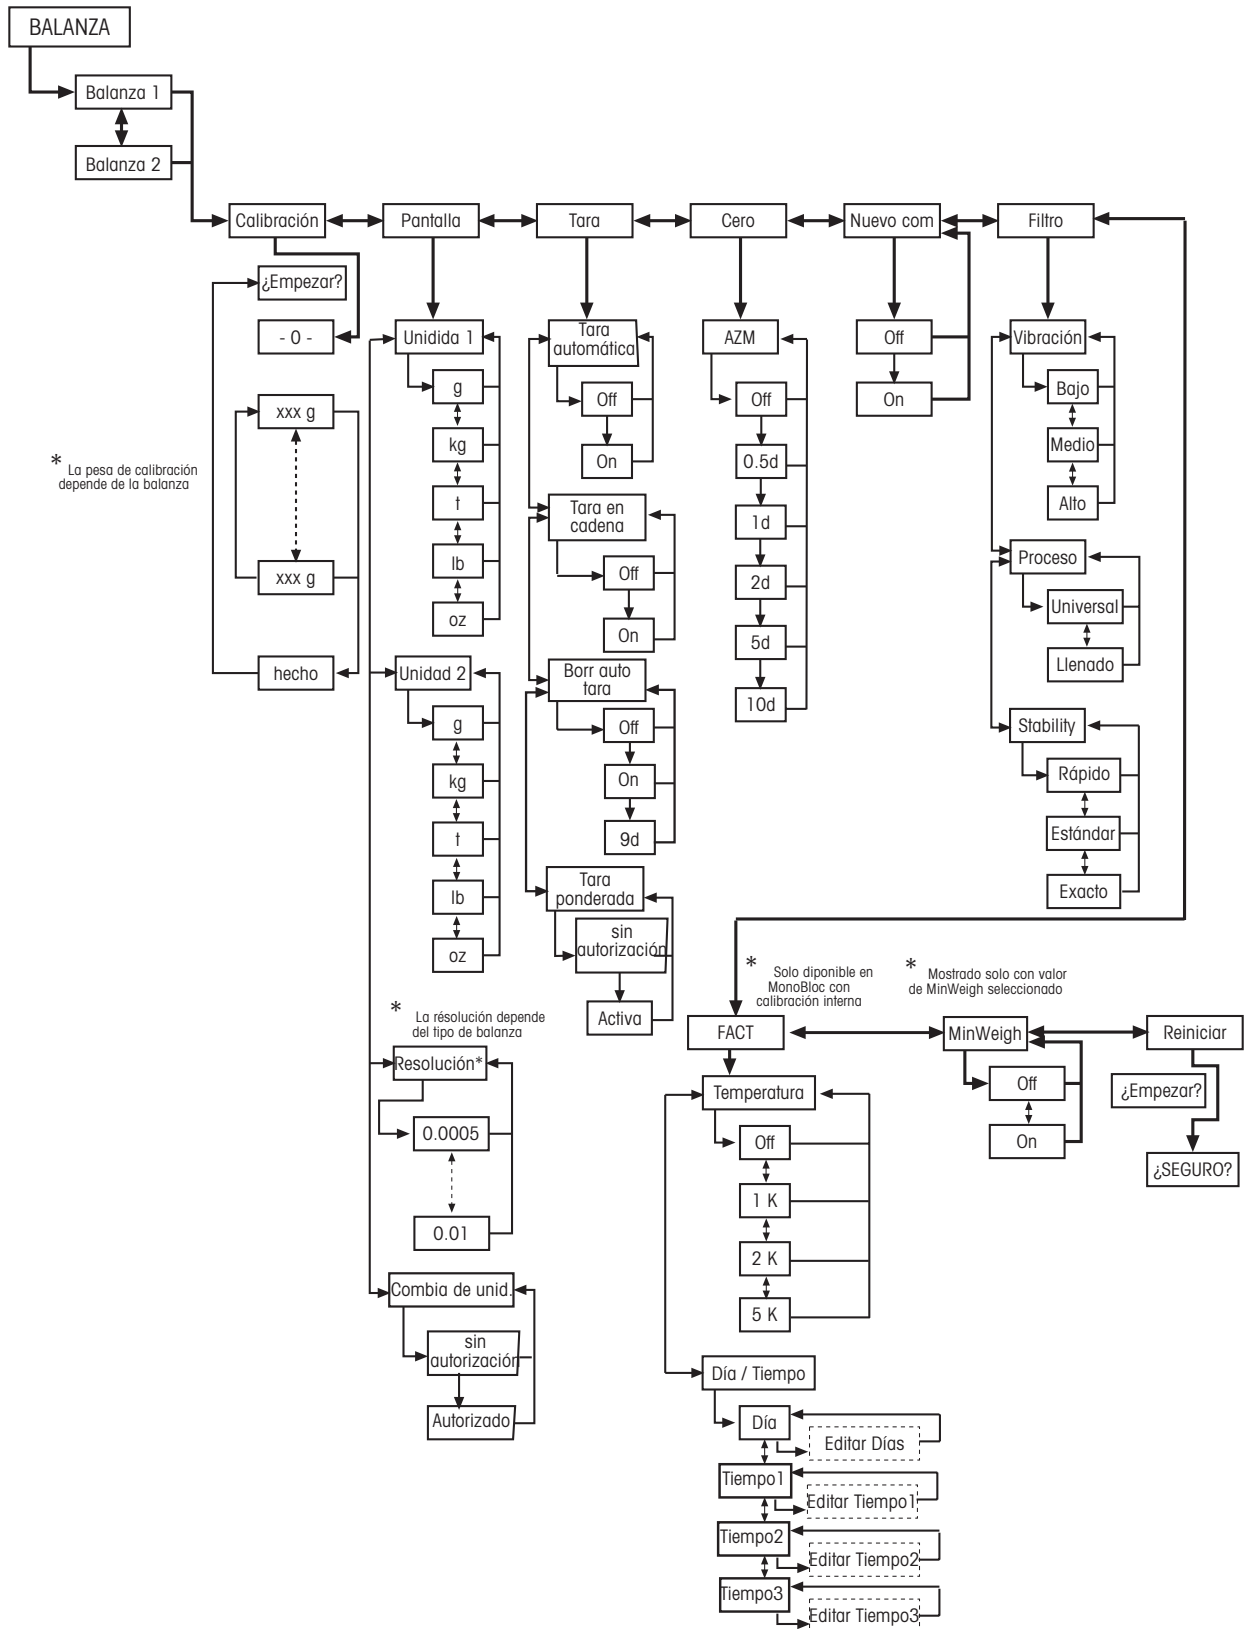 BALANZA
Balanza 1
Balanza 2
Calibración
Pantalla
Tara
Cero
Nuevo com
Filtro
¿Empezar?
- 0 -
xxx g
* La pesa de calibración
depende de la balanza
xxx g
hecho
Unidida 1
g
kg
t
lb
oz
Unidad 2
g
kg
t
lb
oz
* La résolución depende
del tipo de balanza
Resolución*
0.0005
0.01
Combia de unid.
sin
autorización
Autorizado
Tara
automática
Off
On
Tara en
cadena
Off
On
Borr auto
tara
Off
On
9d
Tara
ponderada
sin
autorización
Activa
AZM
Off
0.5d
1d
2d
5d
10d
Off
On
Vibración
Bajo
Medio
Alto
Proceso
Universal
Llenado
Stability
Rápido
Estándar
Exacto
* Solo diponible en
MonoBloc con
calibración interna
* Mostrado solo con valor
de MinWeigh seleccionado
FACT
MinWeigh
Reiniciar
Temperatura
Off
1 K
2 K
5 K
Off
On
¿Empezar?
¿SEGURO?
Día / Tiempo
Día
Editar Días
Tiempo1
Editar Tiempo1
Tiempo2
Editar Tiempo2
Tiempo3
Editar Tiempo3